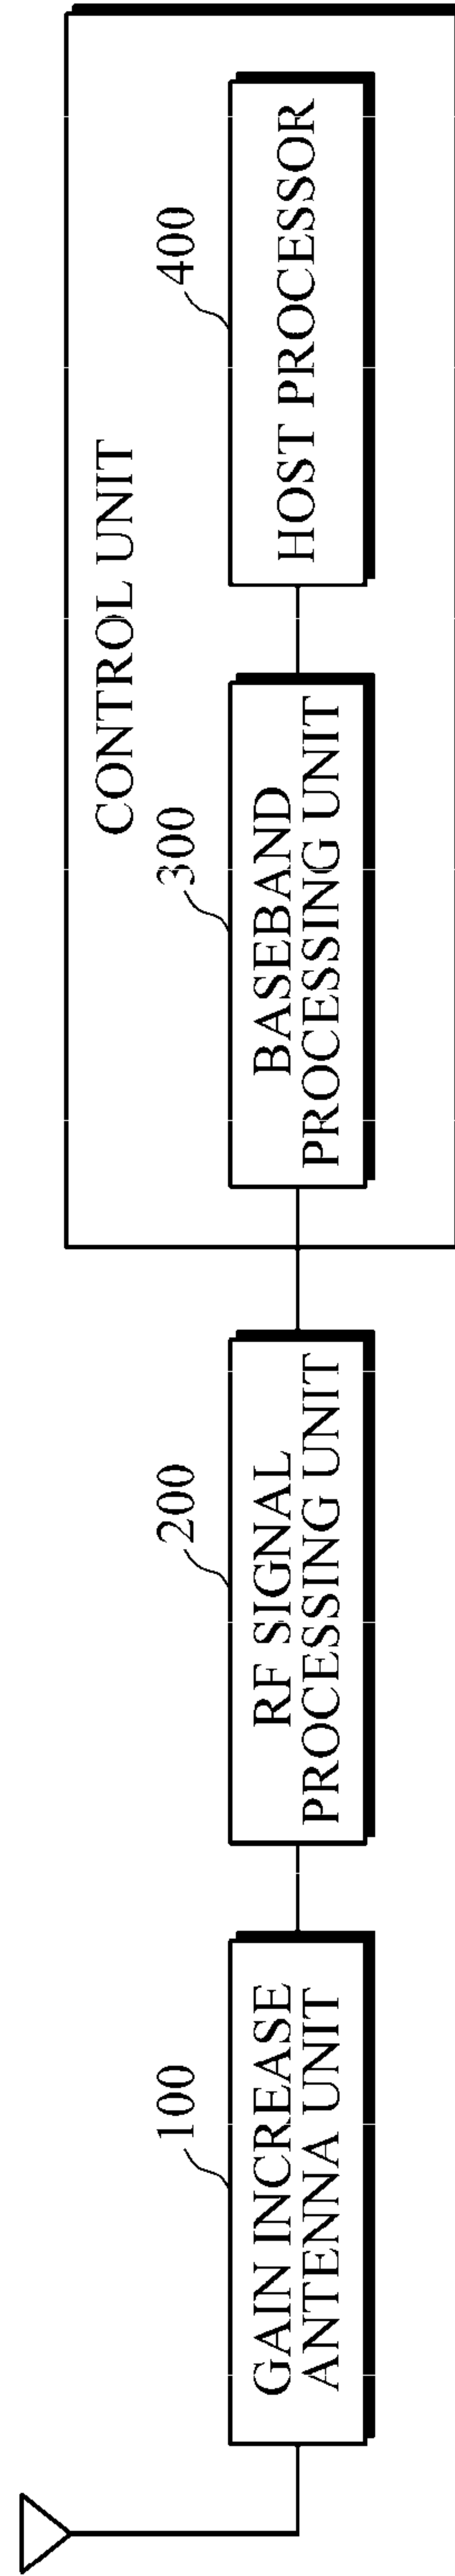 CONTROL UNIT
100
GAIN INCREASE
ANTENNA UNIT
200
RF SIGNAL
PROCESSING UNIT
300
BASEBAND
PROCESSING UNIT
400
HOST PROCESSOR